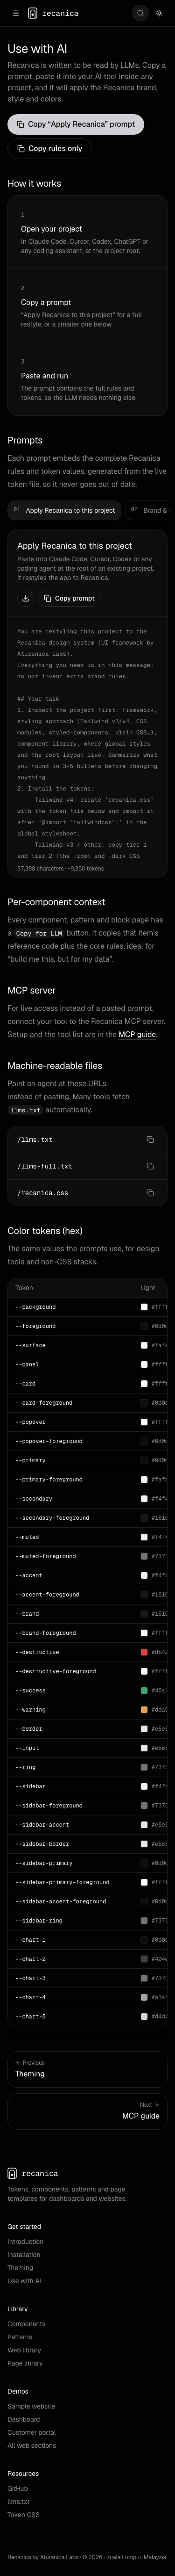 recanica
Use with AI
Recanica is written to be read by LLMs. Copy a
prompt, paste it into your AI tool inside any
project, and it will apply the Recanica brand,
style and colors.
Copy “Apply Recanica” prompt
Copy rules only
How it works
1
Open your project
In Claude Code, Cursor, Codex, ChatGPT or
any coding assistant, at the project root.
2
Copy a prompt
“Apply Recanica to this project” for a full
restyle, or a smaller one below.
3
Paste and run
The prompt contains the full rules and
tokens, so the LLM needs nothing else.
Prompts
Each prompt embeds the complete Recanica
rules and token values, generated from the live
token file, so it never goes out of date.
01 Apply Recanica to this project
02 Brand &
Apply Recanica to this project
Paste into Claude Code, Cursor, Codex or any
coding agent at the root of an existing project.
It restyles the app to Recanica.
Copy prompt
You are restyling this project to the
Recanica design system (UI framework by
Aturanica Labs).
Everything you need is in this message;
do not invent extra brand rules.
## Your task
1. Inspect the project first: framework,
styling approach (Tailwind v3/v4, CSS
modules, styled-components, plain CSS…),
component library, where global styles
and the root layout live. Summarize what
you found in 3-5 bullets before changing
anything.
2. Install the tokens:
- Tailwind v4: create `recanica.css`
with the token file below and import it
after `@import "tailwindcss";` in the
global stylesheet.
- Tailwind v3 / other: copy tier 1
and tier 2 (the :root and .dark CSS
37,398 characters · ~9,350 tokens
Per-component context
Every component, pattern and block page has
a Copy for LLM button. It copies that item's
reference code plus the core rules, ideal for
“build me this, but for my data”.
MCP server
For live access instead of a pasted prompt,
connect your tool to the Recanica MCP server.
Setup and the tool list are in the MCP guide.
Machine-readable files
Point an agent at these URLs
instead of pasting. Many tools fetch
llms.txt automatically.
/llms.txt
/llms-full.txt
/recanica.css
Color tokens (hex)
The same values the prompts use, for design
tools and non-CSS stacks.
Token Light
--background
--foreground
--surface
--panel
--card
--card-foreground
--popover
--popover-foreground
--primary
--primary-foreground
--secondary
--secondary-foreground
--muted
--muted-foreground
--accent
--accent-foreground
--brand
--brand-foreground
--destructive
--destructive-foreground
--success
--warning
--border
--input
--ring
--sidebar
--sidebar-foreground
--sidebar-accent
--sidebar-border
--sidebar-primary
--sidebar-primary-foreground
--sidebar-accent-foreground
--sidebar-ring
--chart-1
--chart-2
--chart-3
--chart-4
--chart-5
← Previous
Theming
Next →
MCP guide
recanica
Tokens, components, patterns and page
templates for dashboards and websites.
Get started
Introduction
Installation
Theming
Use with AI
Library
Components
Patterns
Web library
Page library
Demos
Sample website
Dashboard
Customer portal
All web sections
Resources
GitHub
llms.txt
Token CSS
Recanica by Aturanica Labs · © 2026 · Kuala Lumpur, Malaysia